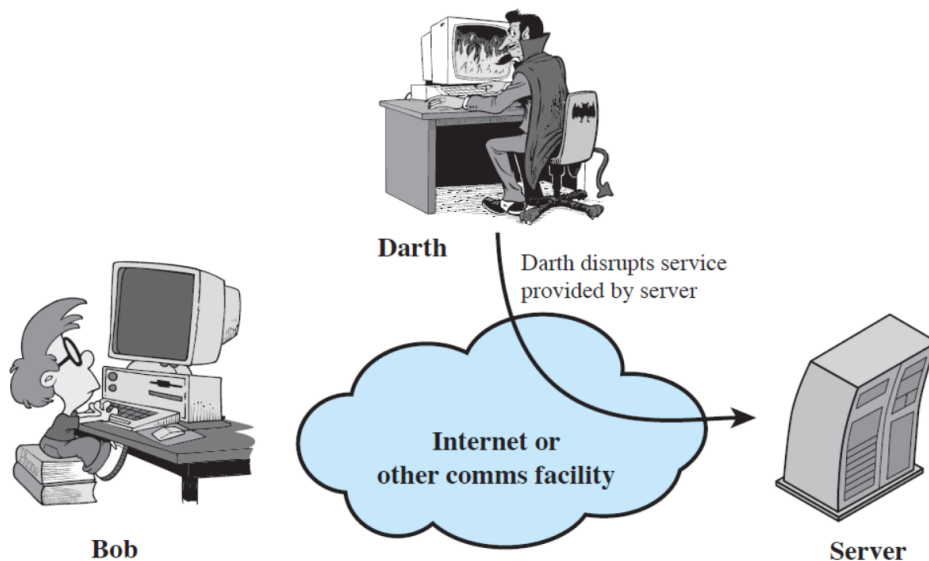 Darth
Darth disrupts service
provided by server
Internet or
other comms facility
Bob
Server